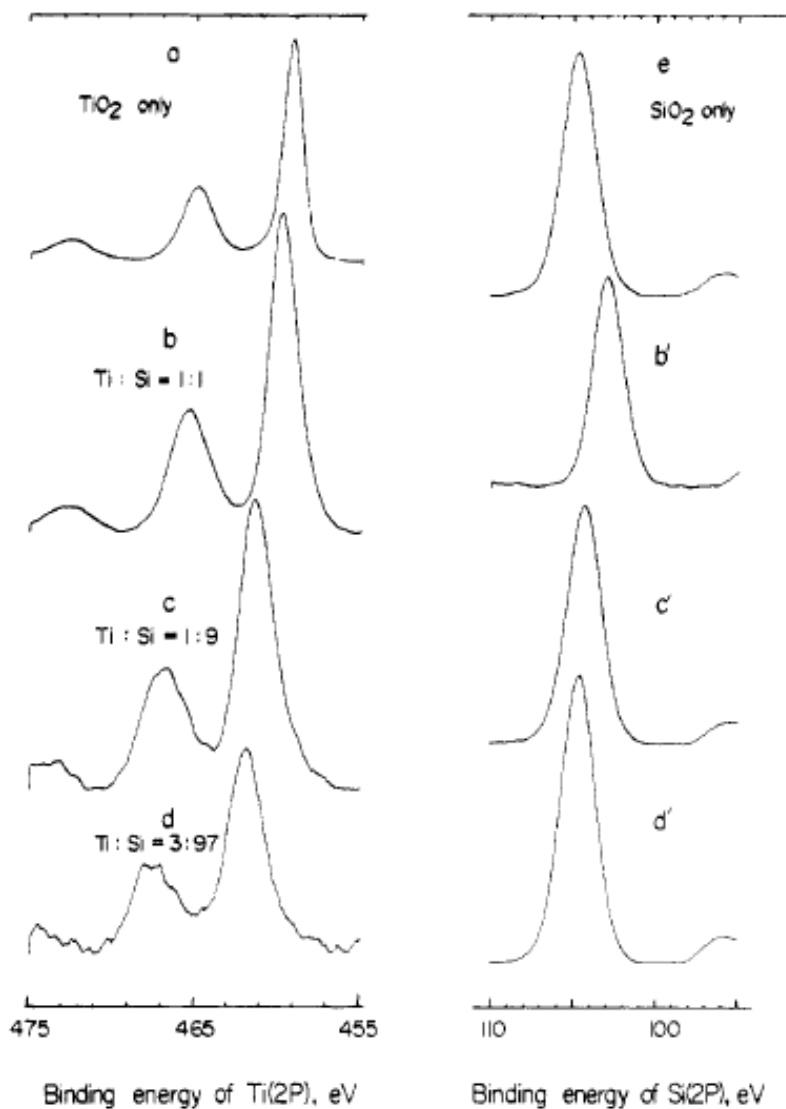 a
TiO₂ only
b
Ti : Si = 1:1
c
Ti : Si = 1:9
d
Ti : Si = 3:97
475 465 455
Binding energy of Ti(2P), eV
e
SiO₂ only
b'
c'
d'
110 100
Binding energy of Si(2P), eV